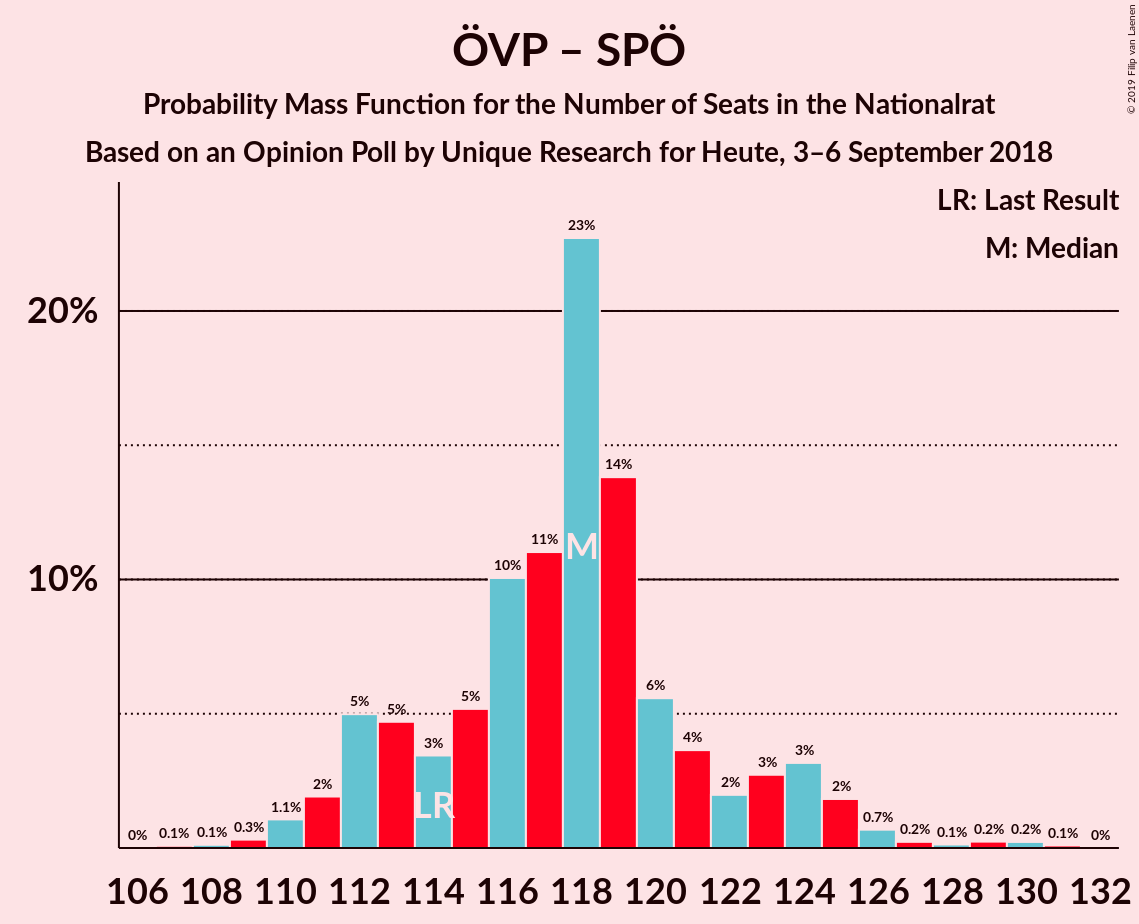 ÖVP – SPÖ
Probability Mass Function for the Number of Seats in the Nationalrat
Based on an Opinion Poll by Unique Research for Heute, 3–6 September 2018
© 2019 Filip van Laenen
LR: Last Result
M: Median
20%
10%
0% 0.1% 0.1% 0.3% 1.1% 2% 5% 5% 3% 5% 10% 11% 23% 14% 6% 4% 2% 3% 3% 2% 0.7% 0.2% 0.1% 0.2% 0.2% 0.1% 0%
M
LR
106 108 110 112 114 116 118 120 122 124 126 128 130 132